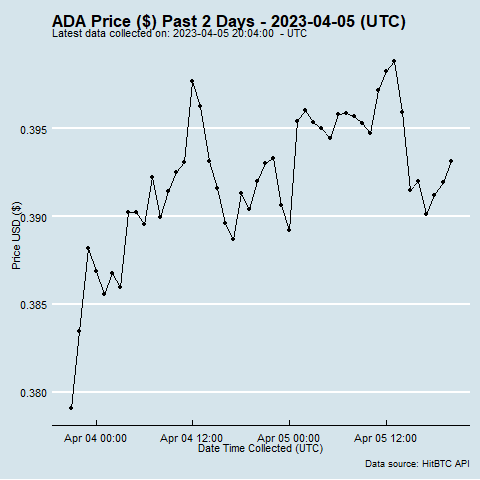 ADA Price ($) Past 2 Days - 2023-04-05 (UTC)
Latest data collected on: 2023-04-05 20:04:00  - UTC
Price USD ($)
0.395
0.390
0.385
0.380
Apr 04 00:00
Apr 04 12:00
Apr 05 00:00
Apr 05 12:00
Date Time Collected (UTC)
Data source: HitBTC API